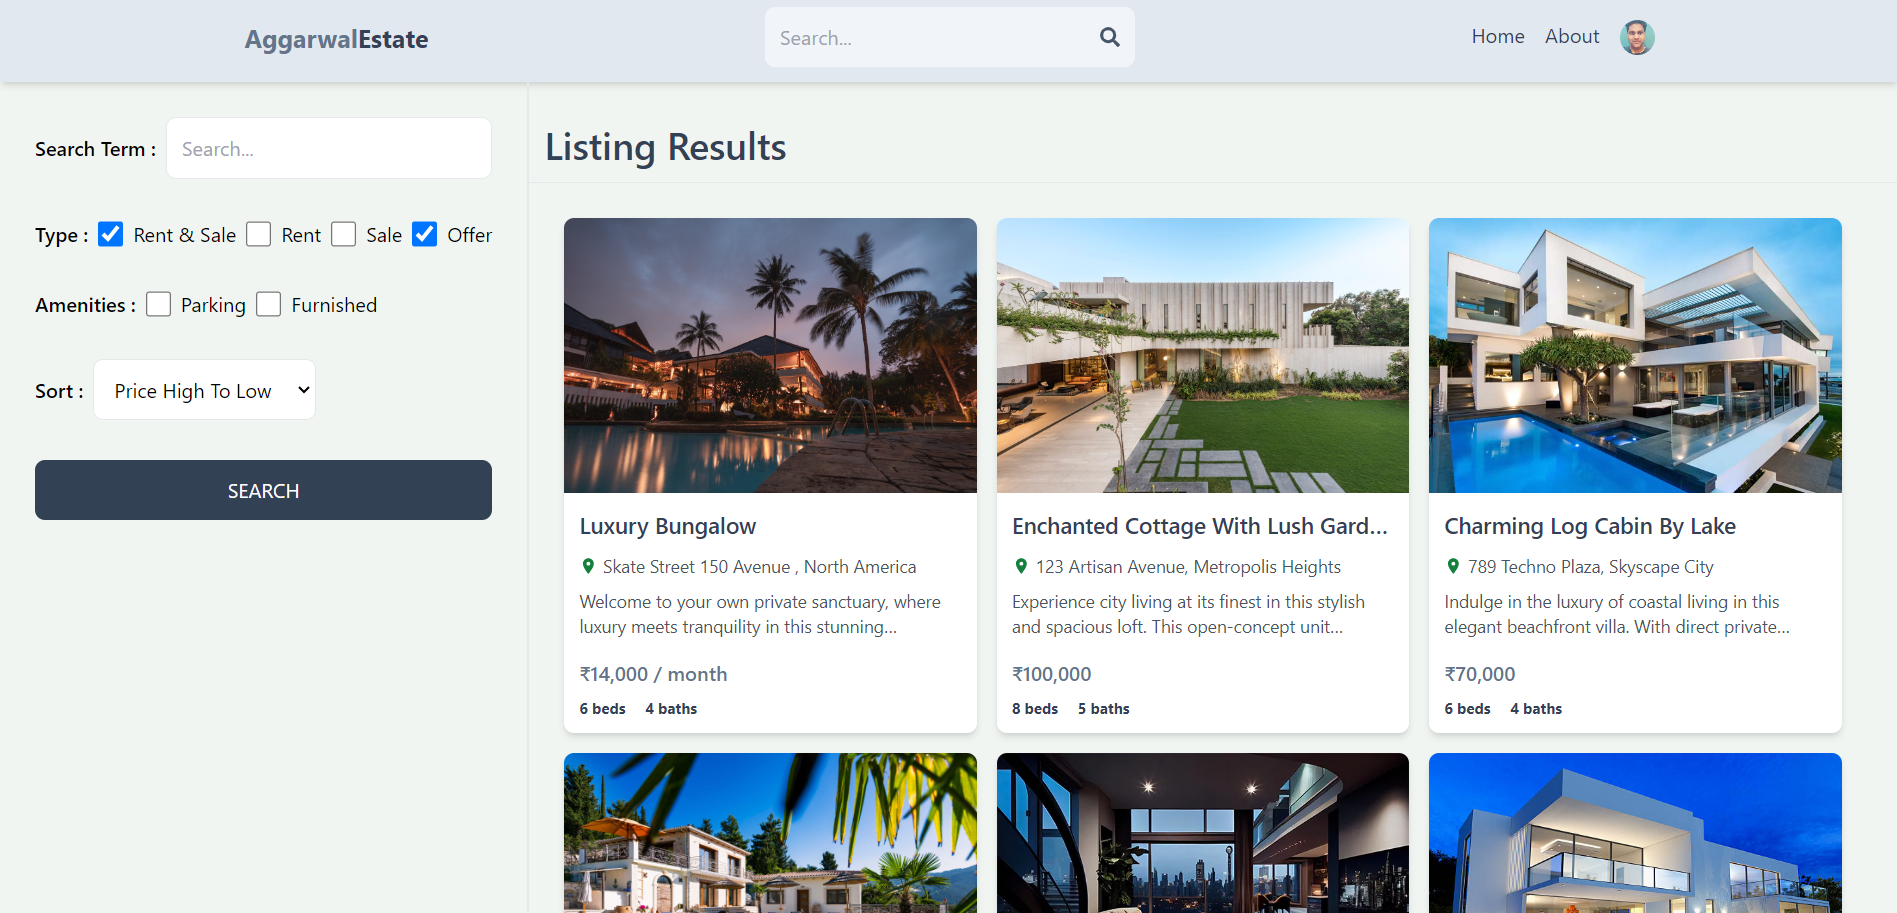 AggarwalEstate
Search...
Home
About
Search Term :
Search...
Type :
Rent & Sale
Rent
Sale
Offer
Amenities :
Parking
Furnished
Sort :
Price High To Low
SEARCH
Listing Results
Luxury Bungalow
Skate Street 150 Avenue , North America
Welcome to your own private sanctuary, where
luxury meets tranquility in this stunning...
₹14,000 / month
6 beds 4 baths
Enchanted Cottage With Lush Gard...
123 Artisan Avenue, Metropolis Heights
Experience city living at its finest in this stylish
and spacious loft. This open-concept unit...
₹100,000
8 beds 5 baths
Charming Log Cabin By Lake
789 Techno Plaza, Skyscape City
Indulge in the luxury of coastal living in this
elegant beachfront villa. With direct private...
₹70,000
6 beds 4 baths